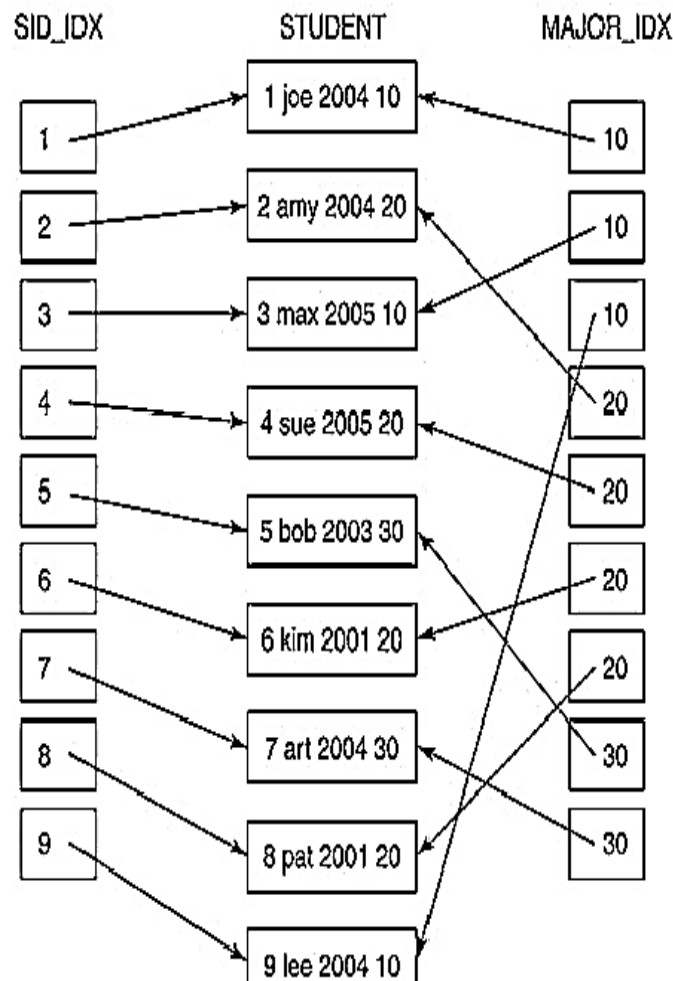 SID_IDX STUDENT MAJOR_IDX
1 joe 2004 10
1
10
2 amy 2004 20
2
10
3
3 max 2005 10
10
4
4 sue 2005 20
20
5
5 bob 2003 30
20
6
6 kim 2001 20
20
7
7 art 2004 30
20
8
8 pat 2001 20
30
9
9 lee 2004 10
30